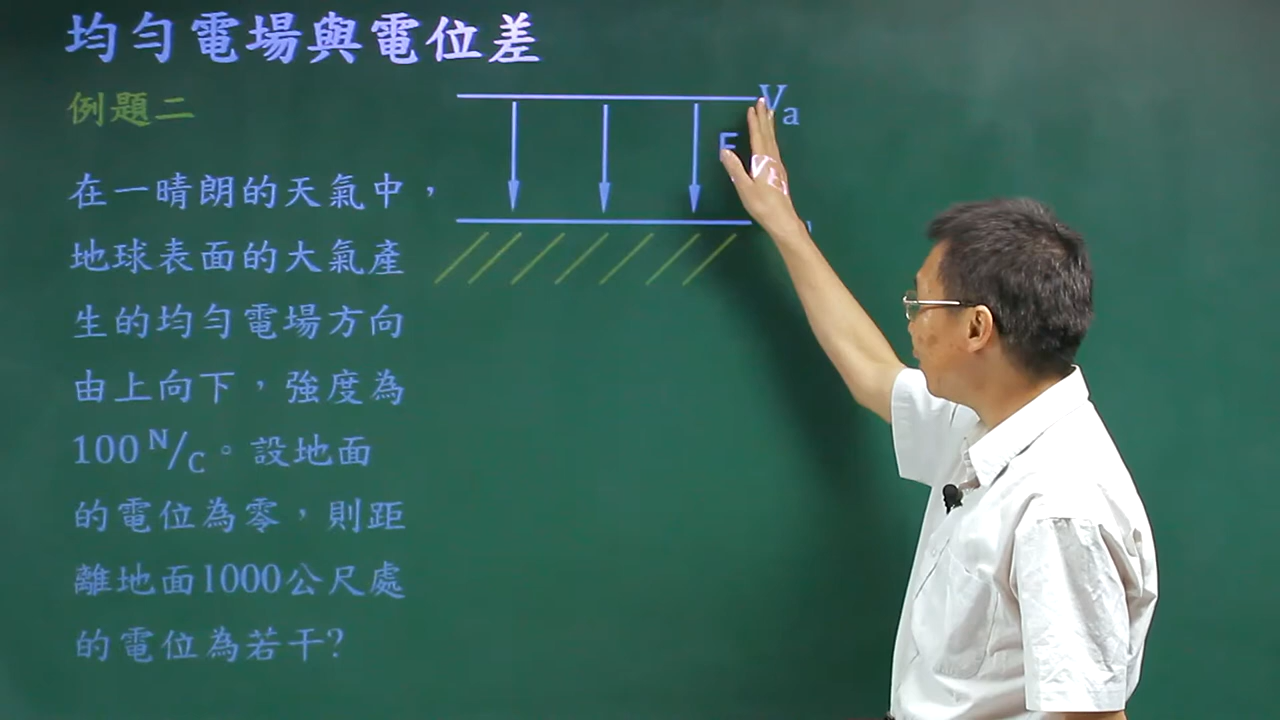 均勻電場與電位差
例題二
V_a
E
在一晴朗的天氣中，
地球表面的大氣產
生的均勻電場方向
由上向下，強度為
100 N/C。設地面
的電位為零，則距
離地面1000公尺處
的電位為若干?